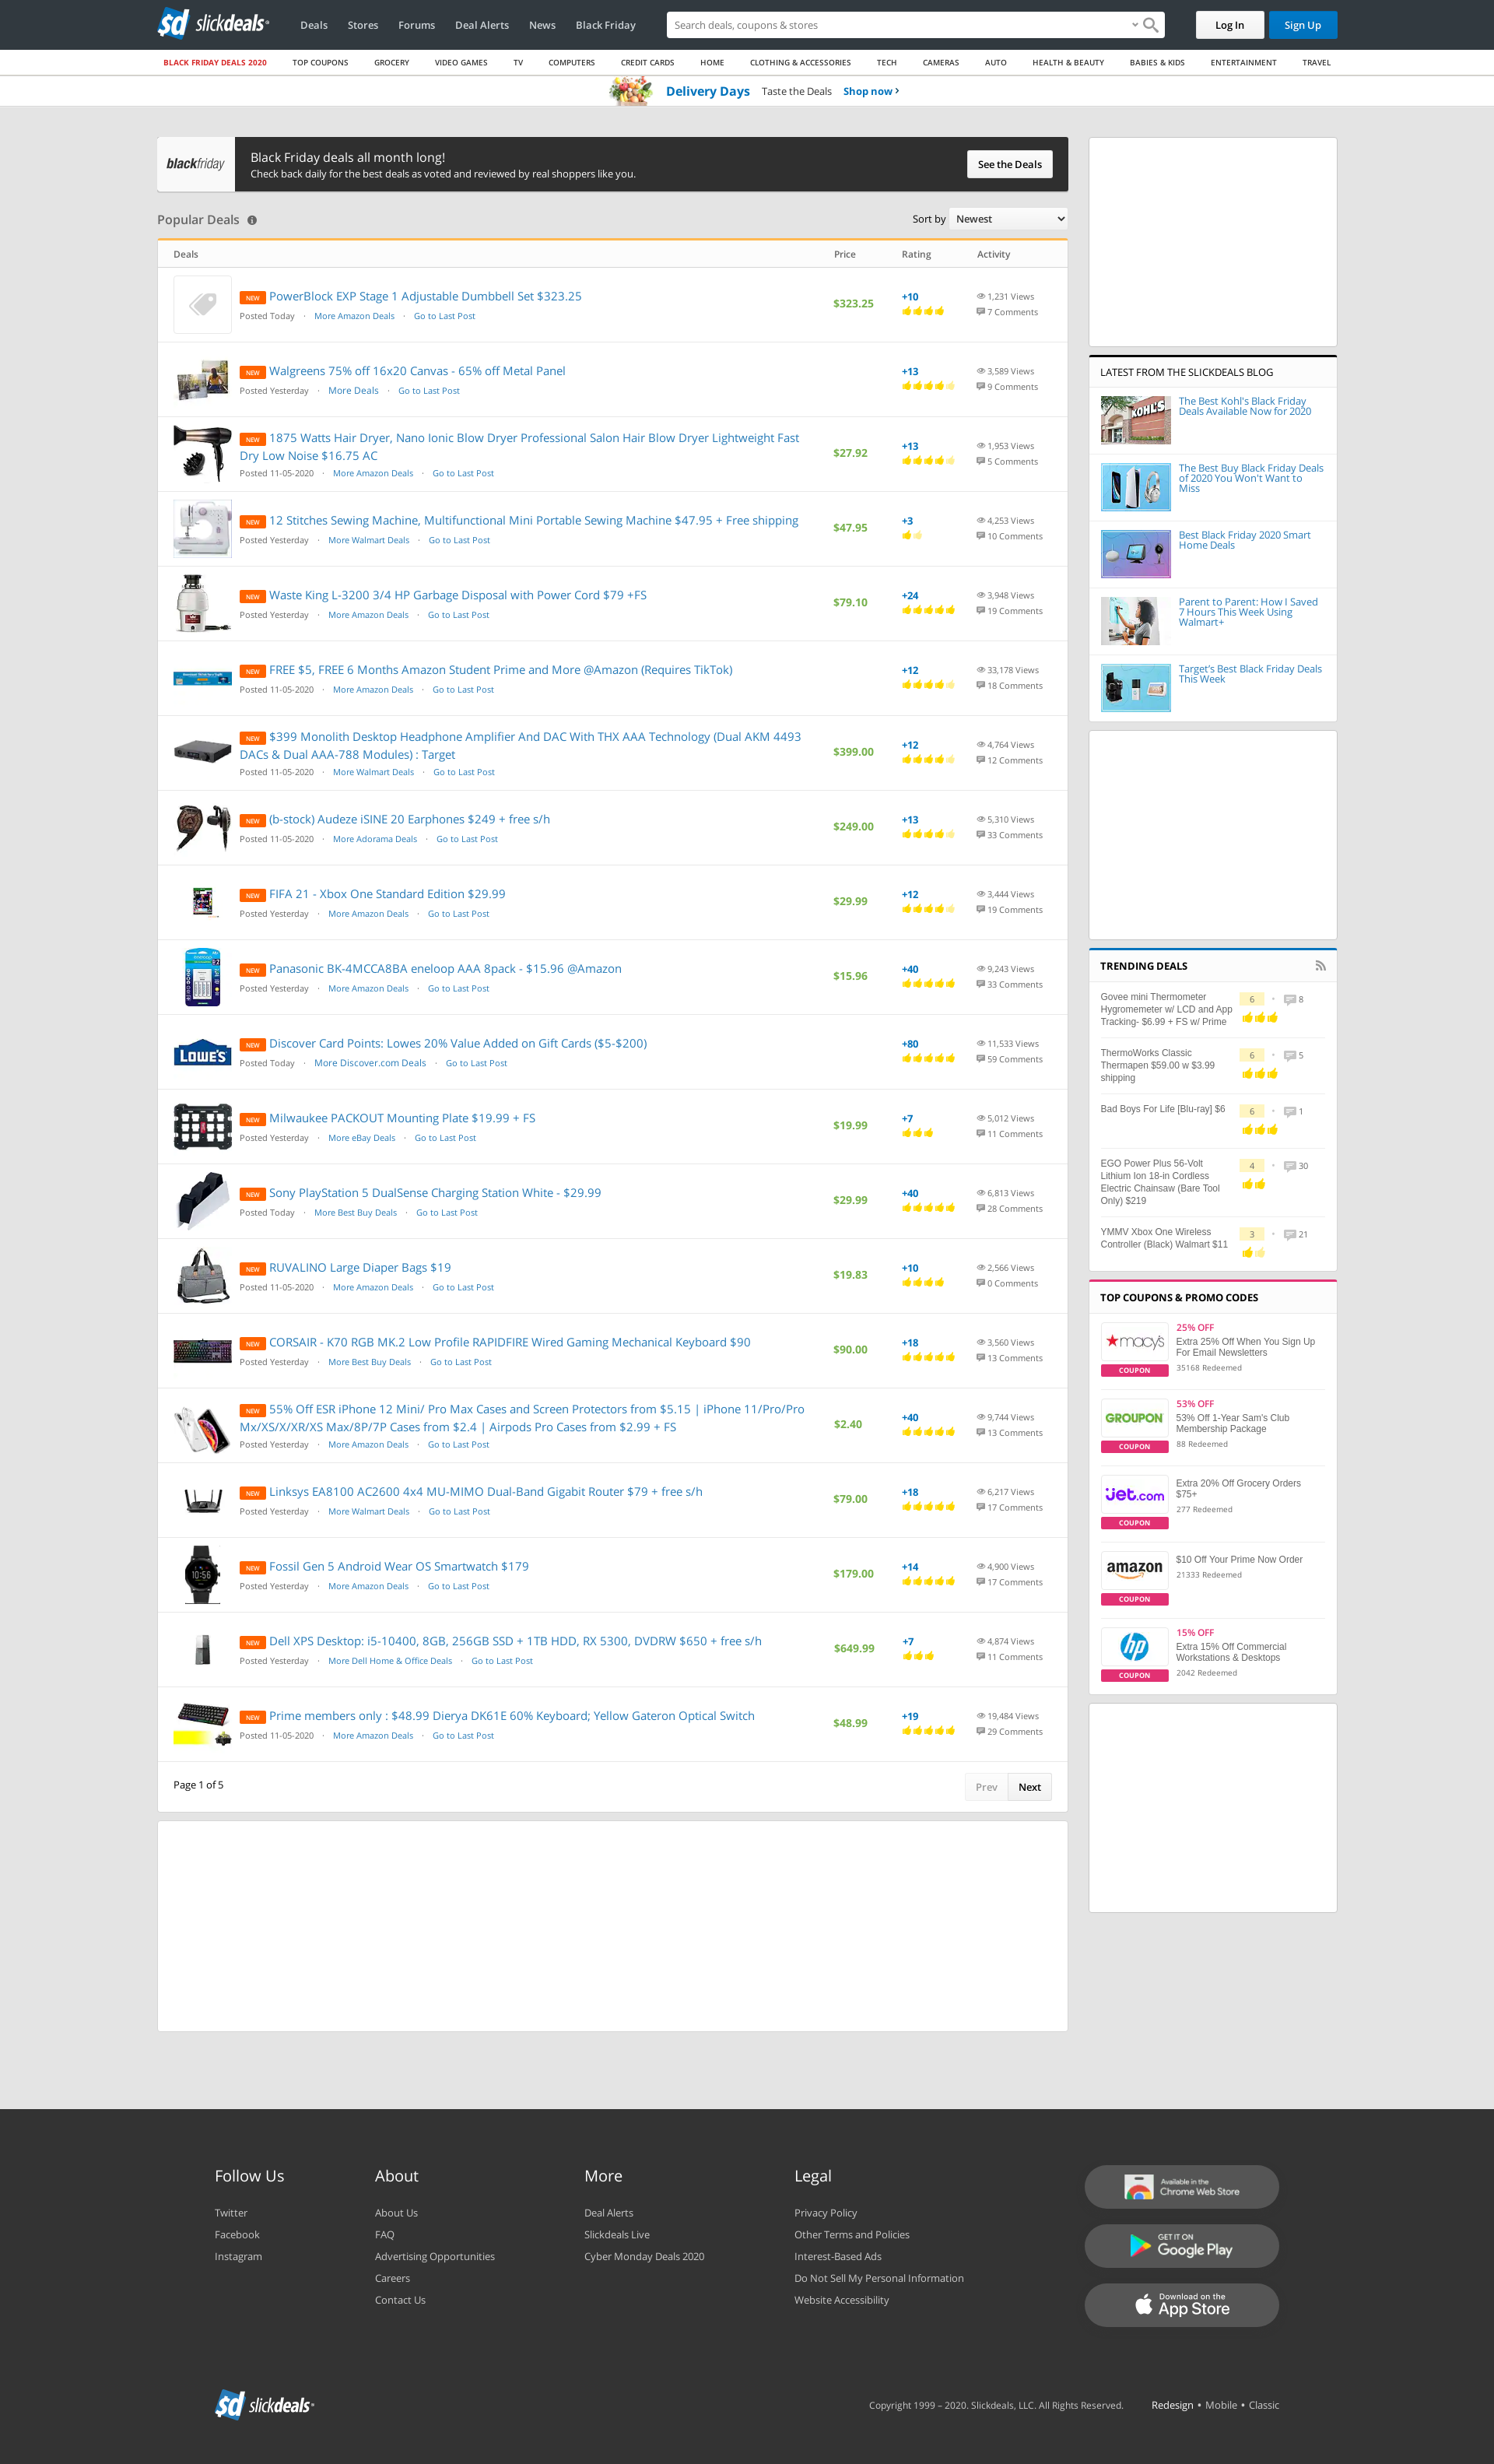 sd slickdeals
Deals Stores Forums Deal Alerts News Black Friday
Search deals, coupons & stores
Log In Sign Up
BLACK FRIDAY DEALS 2020 TOP COUPONS GROCERY VIDEO GAMES TV COMPUTERS CREDIT CARDS HOME CLOTHING & ACCESSORIES TECH CAMERAS AUTO HEALTH & BEAUTY BABIES & KIDS ENTERTAINMENT TRAVEL
Delivery Days Taste the Deals Shop now ›
blackfriday
Black Friday deals all month long!
Check back daily for the best deals as voted and reviewed by real shoppers like you.
See the Deals
Popular Deals
Sort by Newest
Deals Price Rating Activity
NEW PowerBlock EXP Stage 1 Adjustable Dumbbell Set $323.25
Posted Today · More Amazon Deals · Go to Last Post
$323.25 +10 1,231 Views
7 Comments
NEW Walgreens 75% off 16x20 Canvas - 65% off Metal Panel
Posted Yesterday · More Deals · Go to Last Post
+13 3,589 Views
9 Comments
NEW 1875 Watts Hair Dryer, Nano Ionic Blow Dryer Professional Salon Hair Blow Dryer Lightweight Fast
Dry Low Noise $16.75 AC
Posted 11-05-2020 · More Amazon Deals · Go to Last Post
$27.92 +13 1,953 Views
5 Comments
NEW 12 Stitches Sewing Machine, Multifunctional Mini Portable Sewing Machine $47.95 + Free shipping
Posted Yesterday · More Walmart Deals · Go to Last Post
$47.95 +3 4,253 Views
10 Comments
NEW Waste King L-3200 3/4 HP Garbage Disposal with Power Cord $79 +FS
Posted Yesterday · More Amazon Deals · Go to Last Post
$79.10 +24 3,948 Views
19 Comments
NEW FREE $5, FREE 6 Months Amazon Student Prime and More @Amazon (Requires TikTok)
Posted 11-05-2020 · More Amazon Deals · Go to Last Post
+12 33,178 Views
18 Comments
NEW $399 Monolith Desktop Headphone Amplifier And DAC With THX AAA Technology (Dual AKM 4493
DACs & Dual AAA-788 Modules) : Target
Posted 11-05-2020 · More Walmart Deals · Go to Last Post
$399.00 +12 4,764 Views
12 Comments
NEW (b-stock) Audeze iSINE 20 Earphones $249 + free s/h
Posted 11-05-2020 · More Adorama Deals · Go to Last Post
$249.00 +13 5,310 Views
33 Comments
NEW FIFA 21 - Xbox One Standard Edition $29.99
Posted Yesterday · More Amazon Deals · Go to Last Post
$29.99 +12 3,444 Views
19 Comments
NEW Panasonic BK-4MCCA8BA eneloop AAA 8pack - $15.96 @Amazon
Posted Yesterday · More Amazon Deals · Go to Last Post
$15.96 +40 9,243 Views
33 Comments
LOWE'S
NEW Discover Card Points: Lowes 20% Value Added on Gift Cards ($5-$200)
Posted Today · More Discover.com Deals · Go to Last Post
+80 11,533 Views
59 Comments
NEW Milwaukee PACKOUT Mounting Plate $19.99 + FS
Posted Yesterday · More eBay Deals · Go to Last Post
$19.99 +7 5,012 Views
11 Comments
NEW Sony PlayStation 5 DualSense Charging Station White - $29.99
Posted Today · More Best Buy Deals · Go to Last Post
$29.99 +40 6,813 Views
28 Comments
NEW RUVALINO Large Diaper Bags $19
Posted 11-05-2020 · More Amazon Deals · Go to Last Post
$19.83 +10 2,566 Views
0 Comments
NEW CORSAIR - K70 RGB MK.2 Low Profile RAPIDFIRE Wired Gaming Mechanical Keyboard $90
Posted Yesterday · More Best Buy Deals · Go to Last Post
$90.00 +18 3,560 Views
13 Comments
NEW 55% Off ESR iPhone 12 Mini/ Pro Max Cases and Screen Protectors from $5.15 | iPhone 11/Pro/Pro
Mx/XS/X/XR/XS Max/8P/7P Cases from $2.4 | Airpods Pro Cases from $2.99 + FS
Posted Yesterday · More Amazon Deals · Go to Last Post
$2.40 +40 9,744 Views
13 Comments
NEW Linksys EA8100 AC2600 4x4 MU-MIMO Dual-Band Gigabit Router $79 + free s/h
Posted Yesterday · More Walmart Deals · Go to Last Post
$79.00 +18 6,217 Views
17 Comments
NEW Fossil Gen 5 Android Wear OS Smartwatch $179
Posted Yesterday · More Amazon Deals · Go to Last Post
$179.00 +14 4,900 Views
17 Comments
10:56
NEW Dell XPS Desktop: i5-10400, 8GB, 256GB SSD + 1TB HDD, RX 5300, DVDRW $650 + free s/h
Posted Yesterday · More Dell Home & Office Deals · Go to Last Post
$649.99 +7 4,874 Views
11 Comments
NEW Prime members only : $48.99 Dierya DK61E 60% Keyboard; Yellow Gateron Optical Switch
Posted 11-05-2020 · More Amazon Deals · Go to Last Post
$48.99 +19 19,484 Views
29 Comments
Page 1 of 5
Prev Next
LATEST FROM THE SLICKDEALS BLOG
KOHL'S
The Best Kohl's Black Friday
Deals Available Now for 2020
The Best Buy Black Friday Deals
of 2020 You Won't Want to
Miss
Best Black Friday 2020 Smart
Home Deals
Parent to Parent: How I Saved
7 Hours This Week Using
Walmart+
Target's Best Black Friday Deals
This Week
TRENDING DEALS
Govee mini Thermometer
Hygromemeter w/ LCD and App
Tracking- $6.99 + FS w/ Prime
6 · 8
ThermoWorks Classic
Thermapen $59.00 w $3.99
shipping
6 · 5
Bad Boys For Life [Blu-ray] $6
6 · 1
EGO Power Plus 56-Volt
Lithium Ion 18-in Cordless
Electric Chainsaw (Bare Tool
Only) $219
4 · 30
YMMV Xbox One Wireless
Controller (Black) Walmart $11
3 · 21
TOP COUPONS & PROMO CODES
macy's
COUPON
25% OFF
Extra 25% Off When You Sign Up
For Email Newsletters
35168 Redeemed
GROUPON
COUPON
53% OFF
53% Off 1-Year Sam's Club
Membership Package
88 Redeemed
jet.com
COUPON
Extra 20% Off Grocery Orders
$75+
277 Redeemed
amazon
COUPON
$10 Off Your Prime Now Order
21333 Redeemed
hp
COUPON
15% OFF
Extra 15% Off Commercial
Workstations & Desktops
2042 Redeemed
Follow Us
Twitter
Facebook
Instagram
About
About Us
FAQ
Advertising Opportunities
Careers
Contact Us
More
Deal Alerts
Slickdeals Live
Cyber Monday Deals 2020
Legal
Privacy Policy
Other Terms and Policies
Interest-Based Ads
Do Not Sell My Personal Information
Website Accessibility
Available in the
Chrome Web Store
GET IT ON
Google Play
Download on the
App Store
sd slickdeals
Copyright 1999 – 2020. Slickdeals, LLC. All Rights Reserved.
Redesign • Mobile • Classic